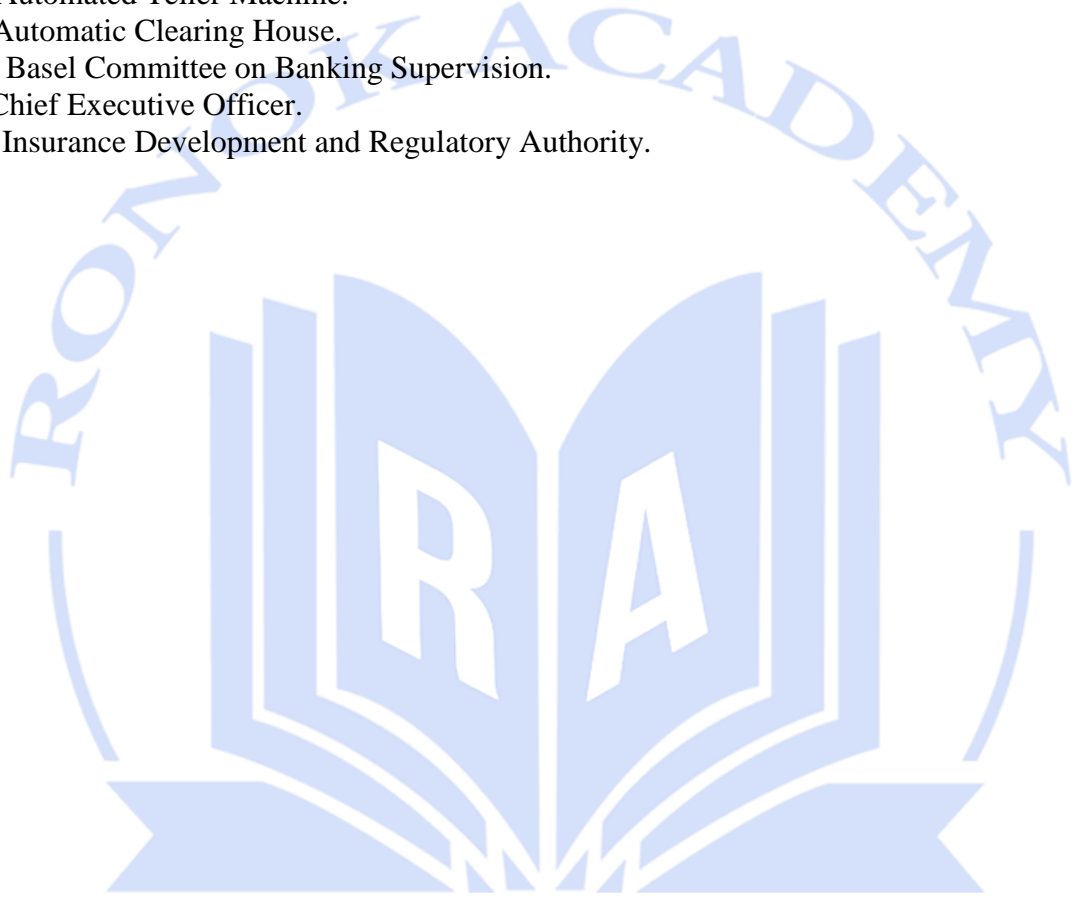 Automated Teller Machine.
Automatic Clearing House.
Basel Committee on Banking Supervision.
Chief Executive Officer.
Insurance Development and Regulatory Authority.
RONOK ACADEMY
RA